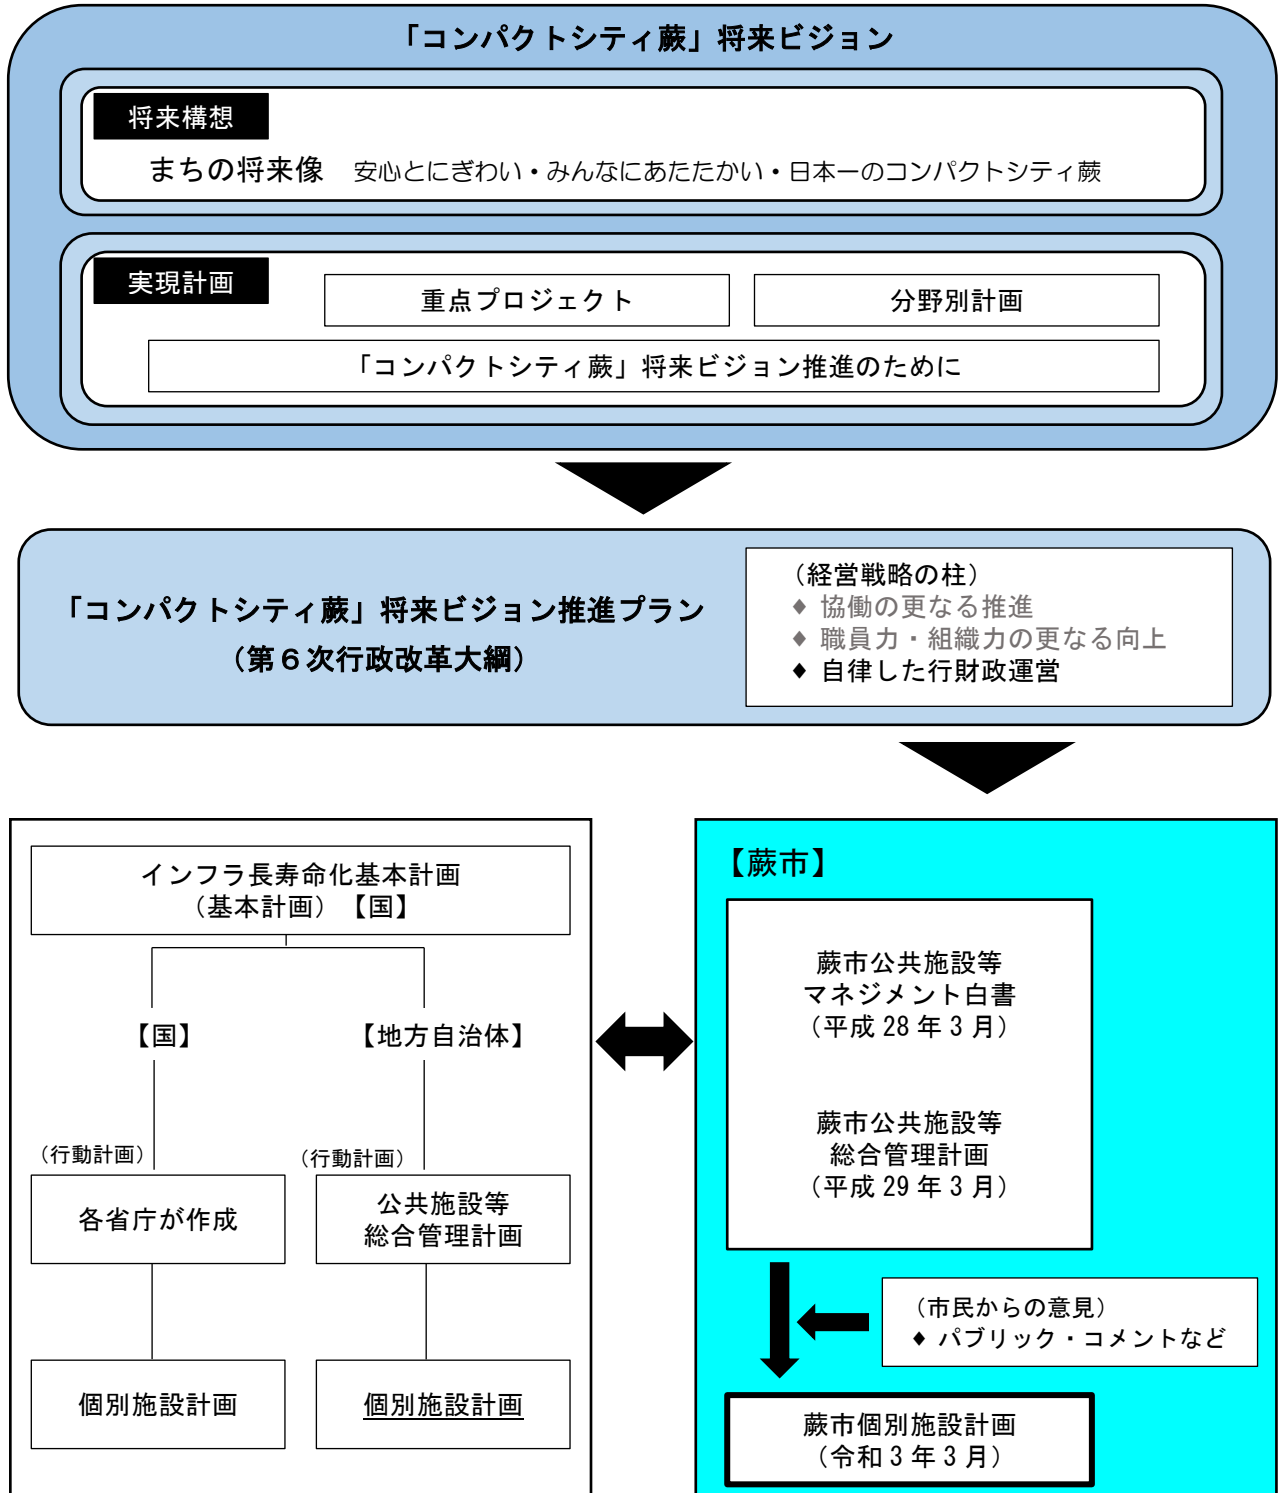 「コンパクトシティ蕨」将来ビジョン
将来構想
まちの将来像　安心とにぎわい・みんなにあたたかい・日本一のコンパクトシティ蕨
実現計画
重点プロジェクト
分野別計画
「コンパクトシティ蕨」将来ビジョン推進のために
「コンパクトシティ蕨」将来ビジョン推進プラン
（第６次行政改革大綱）
（経営戦略の柱）
♦ 協働の更なる推進
♦ 職員力・組織力の更なる向上
♦ 自律した行財政運営
インフラ長寿命化基本計画
（基本計画）【国】
【国】
【地方自治体】
（行動計画）
（行動計画）
各省庁が作成
公共施設等
総合管理計画
個別施設計画
個別施設計画
【蕨市】
蕨市公共施設等
マネジメント白書
（平成 28 年 3 月）
蕨市公共施設等
総合管理計画
（平成 29 年 3 月）
（市民からの意見）
♦ パブリック・コメントなど
蕨市個別施設計画
（令和 3 年 3 月）